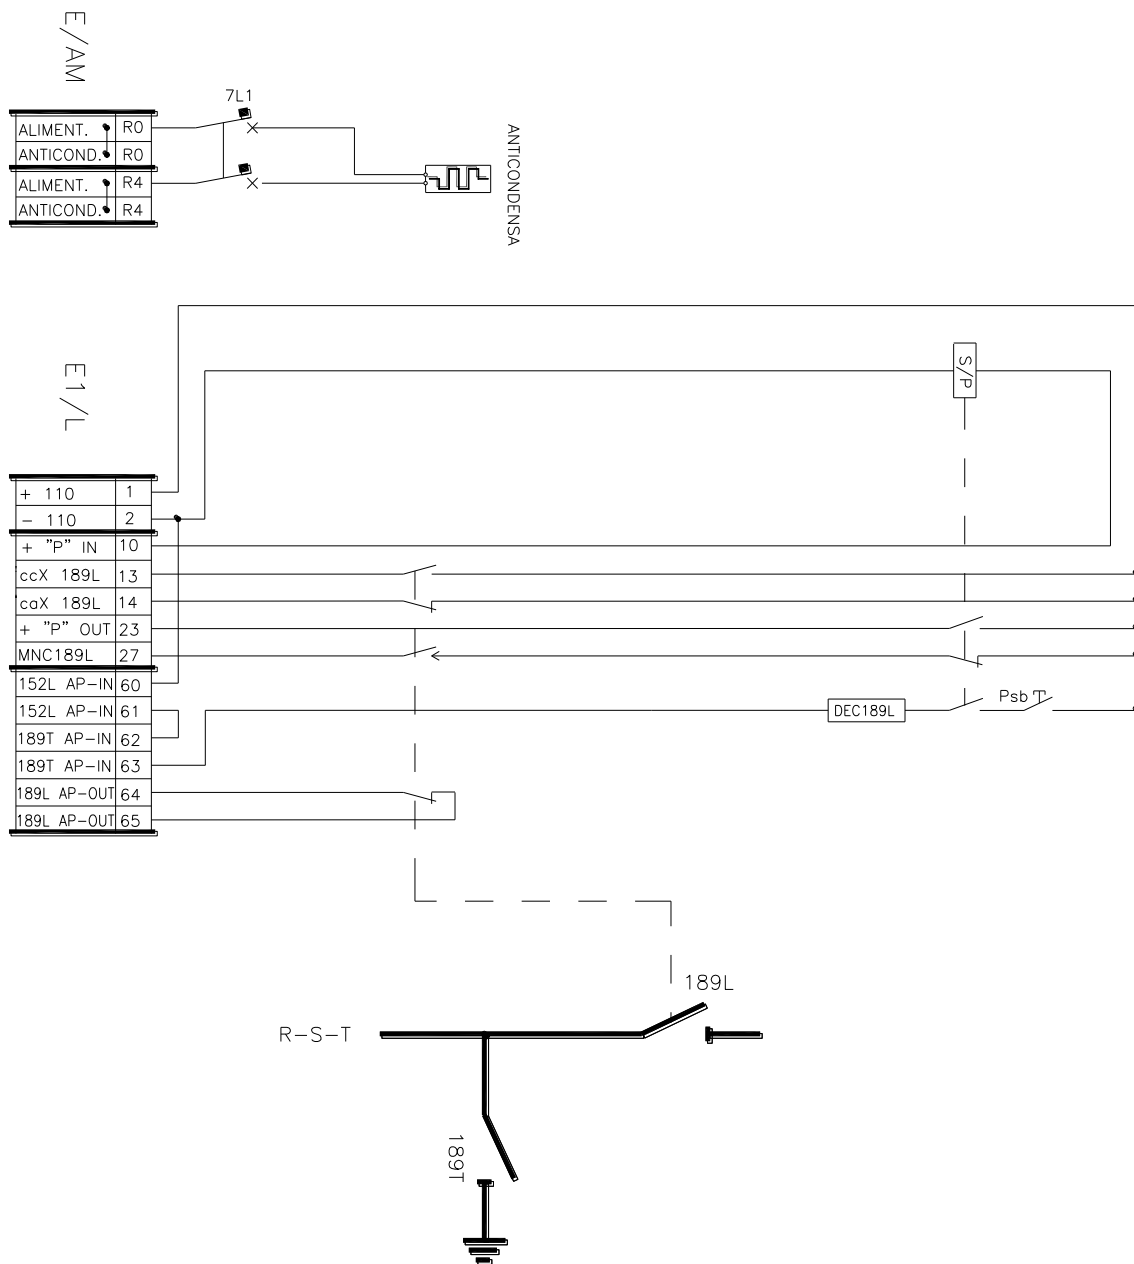 E/AM
7L1
ALIMENT. R0
ANTICOND. R0
ALIMENT. R4
ANTICOND. R4
ANTICONDENSA
E1/L
S/P
+ 110 1
- 110 2
+ "P" IN 10
ccX 189L 13
caX 189L 14
+ "P" OUT 23
MNC189L 27
152L AP-IN 60
152L AP-IN 61
189T AP-IN 62
189T AP-IN 63
189L AP-OUT 64
189L AP-OUT 65
DEC189L
Psb
189L
R-S-T
189T